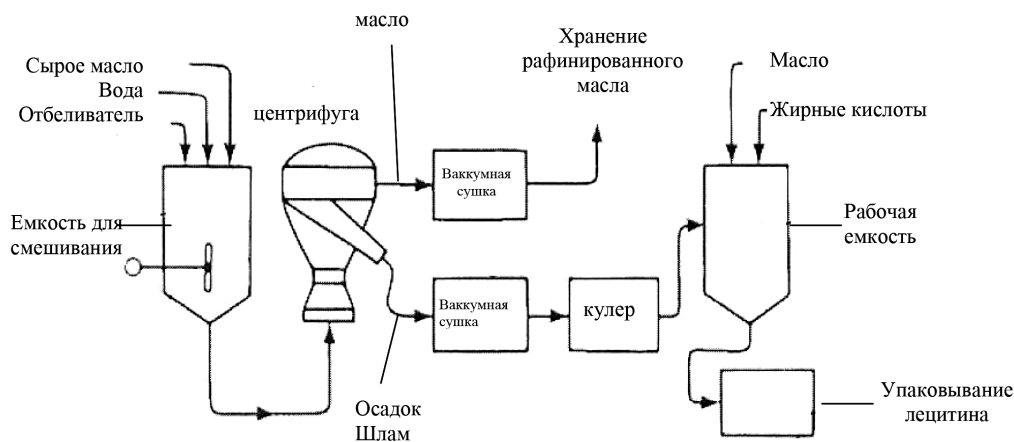 масло
Хранение
рафинированного
масла
Сырое масло
Вода
Отбеливатель
центрифуга
Масло
Жирные кислоты
Ваккумная
сушка
Емкость для
смешивания
Рабочая
емкость
Ваккумная
сушка
кулер
Осадок
Шлам
Упаковывание
лецитина